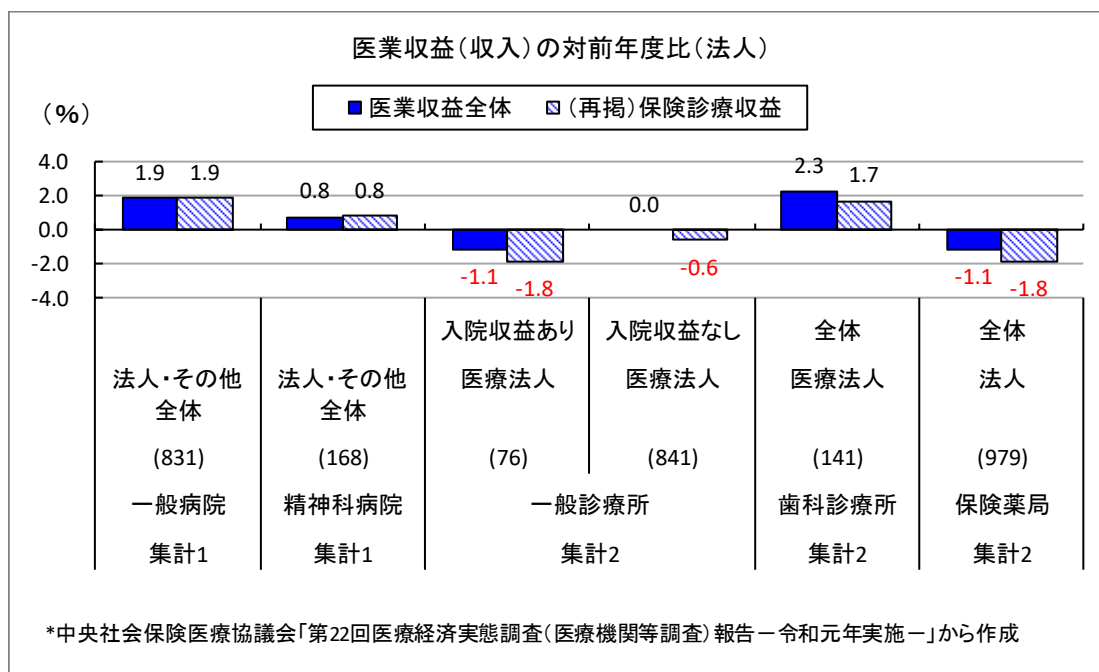 医業収益(収入)の対前年度比(法人)
(%)
医業収益全体 (再掲)保険診療収益
4.0
2.0
0.0
-2.0
-4.0
1.9 1.9 0.8 0.8 -1.1 -1.8 0.0 -0.6 2.3 1.7 -1.1 -1.8
入院収益あり 入院収益なし 全体 全体
法人・その他 法人・その他 医療法人 医療法人 医療法人 法人
全体 全体
(831) (168) (76) (841) (141) (979)
一般病院 精神科病院 一般診療所 歯科診療所 保険薬局
集計1 集計1 集計2 集計2 集計2
*中央社会保険医療協議会「第22回医療経済実態調査(医療機関等調査)報告-令和元年実施-」から作成